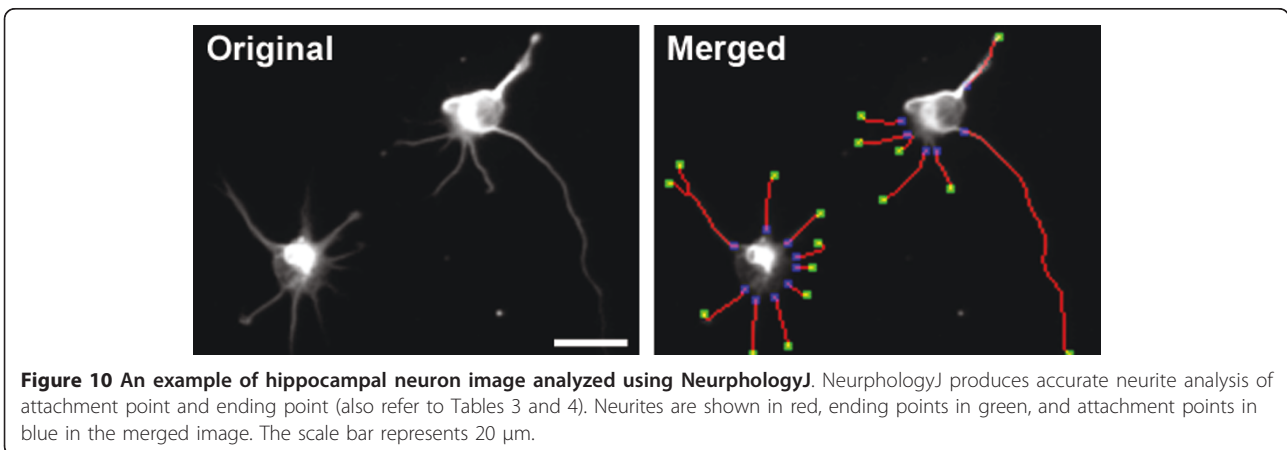 Original
Merged
Figure 10 An example of hippocampal neuron image analyzed using NeurphologyJ. NeurphologyJ produces accurate neurite analysis of
attachment point and ending point (also refer to Tables 3 and 4). Neurites are shown in red, ending points in green, and attachment points in
blue in the merged image. The scale bar represents 20 μm.